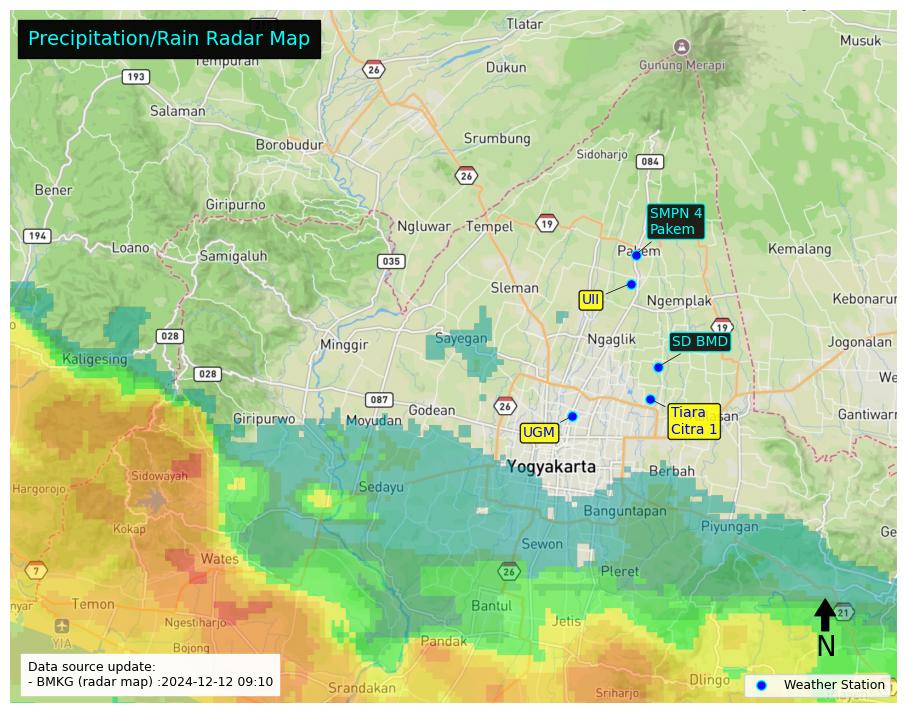 Precipitation/Rain Radar Map
Tlatar
Musuk
26
Tempuran
Dukun
Gunung Merapi
193
Salaman
Borobudur
Srumbung
Sidoharjo
084
26
Bener
Giripurno
SMPN 4
Pakem
194
Loano
Samigaluh
Ngluwar
Tempel
19
Pakem
Kemalang
035
Sleman
UII
Ngemplak
Kebonarun
028
Minggir
Sayegan
Ngaglik
19
SD BMD
Jogonalan
Kaligesing
028
087
Godean
26
Giripurwo
Moyudan
UGM
Tiara
Citra 1
san
Gantiwarn
Yogyakarta
Berbah
Hargorojo
Sidowayah
Sedayu
Banguntapan
Kokap
Piyungan
Sewon
Wates
7
26
Pleret
Temon
Bantul
21
YIA
Ngestiharjo
Jetis
N
Bojong
Pandak
Data source update:
- BMKG (radar map) :2024-12-12 09:10
Srandakan
Sriharjo
Dlingo
Weather Station